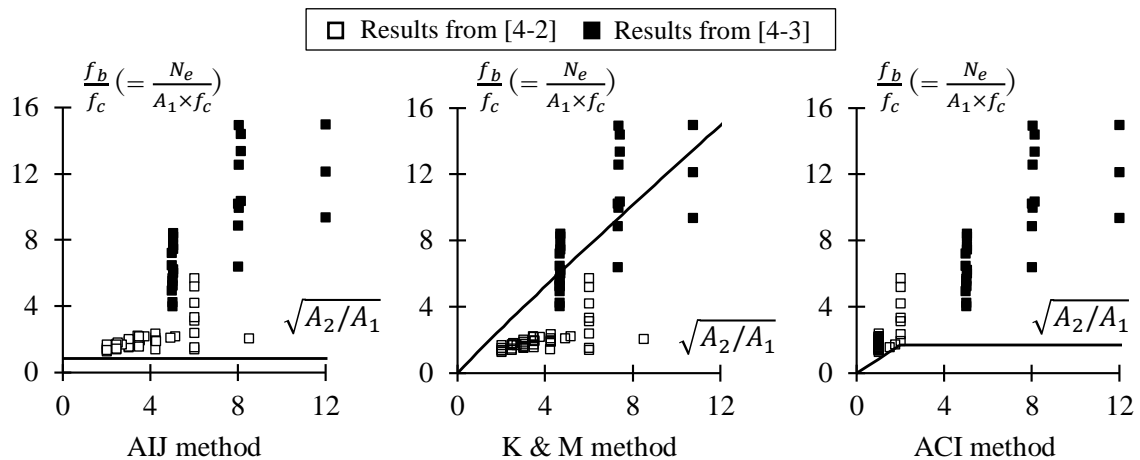 □ Results from [4-2] ■ Results from [4-3]
f_b/f_c (= N_e/(A_1×f_c))
16
12
8
4
0
√(A_2/A_1)
0 4 8 12
AIJ method
f_b/f_c (= N_e/(A_1×f_c))
16
12
8
4
0
√(A_2/A_1)
0 4 8 12
K & M method
f_b/f_c (= N_e/(A_1×f_c))
16
12
8
4
0
√(A_2/A_1)
0 4 8 12
ACI method